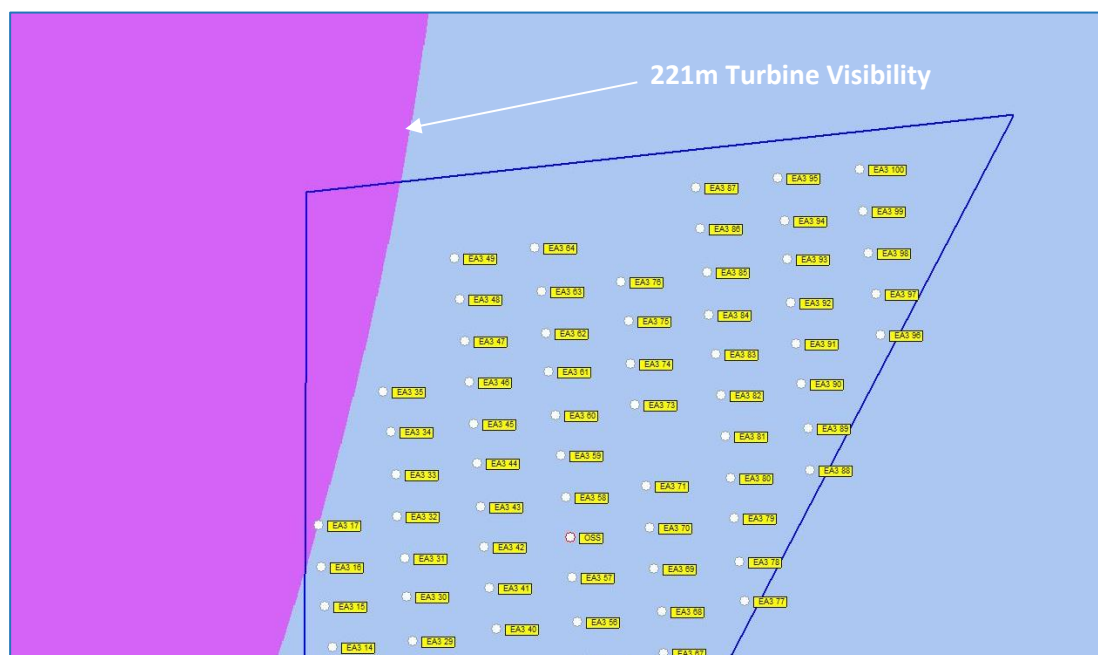 221m Turbine Visibility
EA3 100
EA3 95
EA3 87
EA3 99
EA3 94
EA3 86
EA3 64
EA3 98
EA3 49
EA3 93
EA3 85
EA3 76
EA3 63
EA3 97
EA3 48
EA3 92
EA3 84
EA3 75
EA3 62
EA3 96
EA3 47
EA3 91
EA3 83
EA3 74
EA3 61
EA3 46
EA3 90
EA3 35
EA3 82
EA3 73
EA3 60
EA3 45
EA3 89
EA3 34
EA3 81
EA3 59
EA3 44
EA3 88
EA3 33
EA3 80
EA3 71
EA3 58
EA3 43
EA3 32
EA3 79
EA3 17
EA3 70
OSS
EA3 42
EA3 31
EA3 78
EA3 16
EA3 69
EA3 57
EA3 41
EA3 30
EA3 77
EA3 15
EA3 68
EA3 56
EA3 40
EA3 29
EA3 14
EA3 67